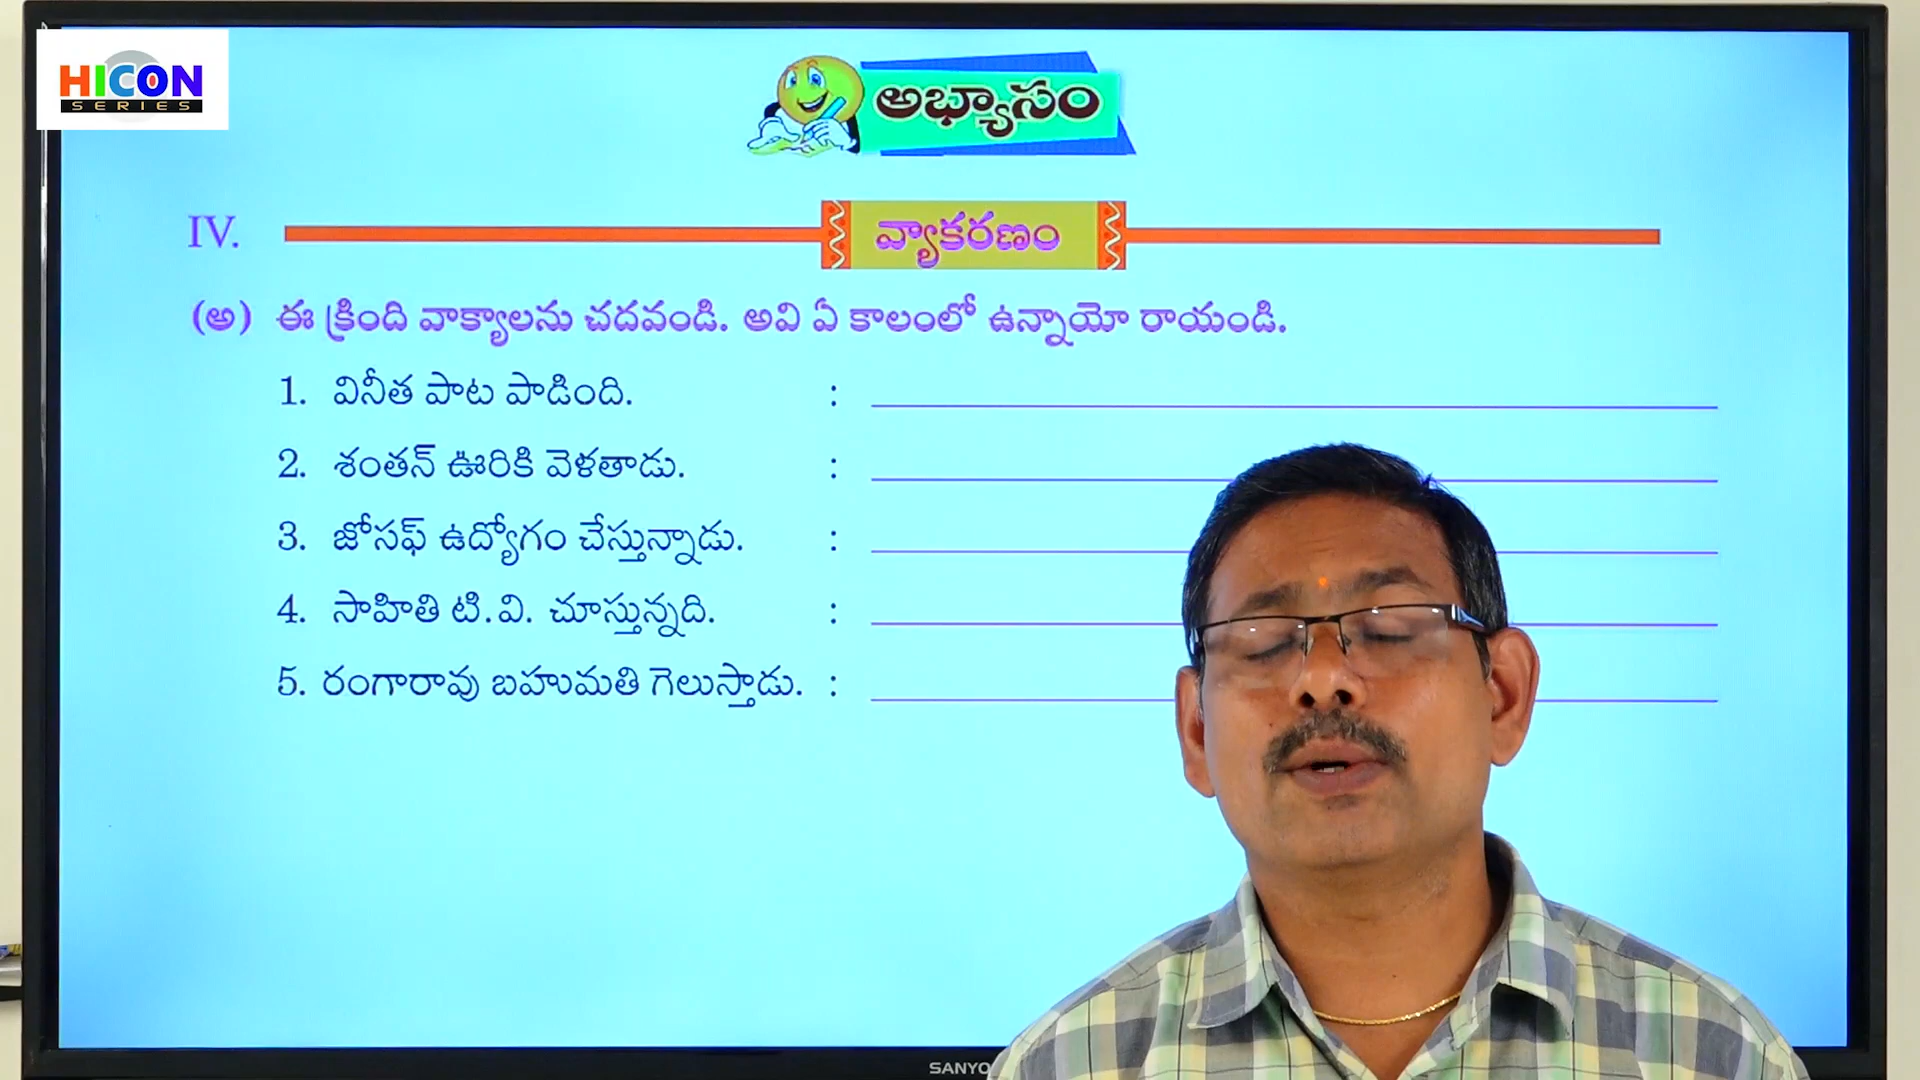 HICON
SERIES
అభ్యాసం
IV. వ్యాకరణం
(అ) ఈ క్రింది వాక్యాలను చదవండి. అవి ఏ కాలంలో ఉన్నాయో రాయండి.
1. వినీత పాట పాడింది. :
2. శంతన్ ఊరికి వెళతాడు. :
3. జోసఫ్ ఉద్యోగం చేస్తున్నాడు. :
4. సాహితి టి.వి. చూస్తున్నది. :
5. రంగారావు బహుమతి గెలుస్తాడు. :
SANYO